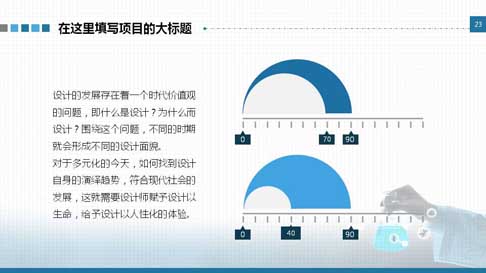 在这里填写项目的大标题
23
设计的发展存在着一个时代价值观
的问题，即什么是设计？为什么而
设计？围绕这个问题，不同的时期
就会形成不同的设计面貌。
对于多元化的今天，如何找到设计
自身的演绎趋势，符合现代社会的
发展，这就需要设计师赋予设计以
生命，给予设计以人性化的体验。
0 70 90
0 40 90